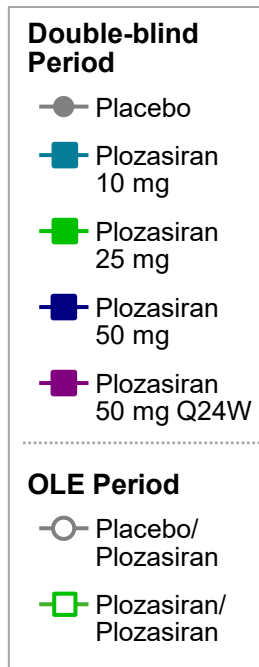 Double-blind
Period
Placebo
Plozasiran
10 mg
Plozasiran
25 mg
Plozasiran
50 mg
Plozasiran
50 mg Q24W
OLE Period
Placebo/
Plozasiran
Plozasiran/
Plozasiran